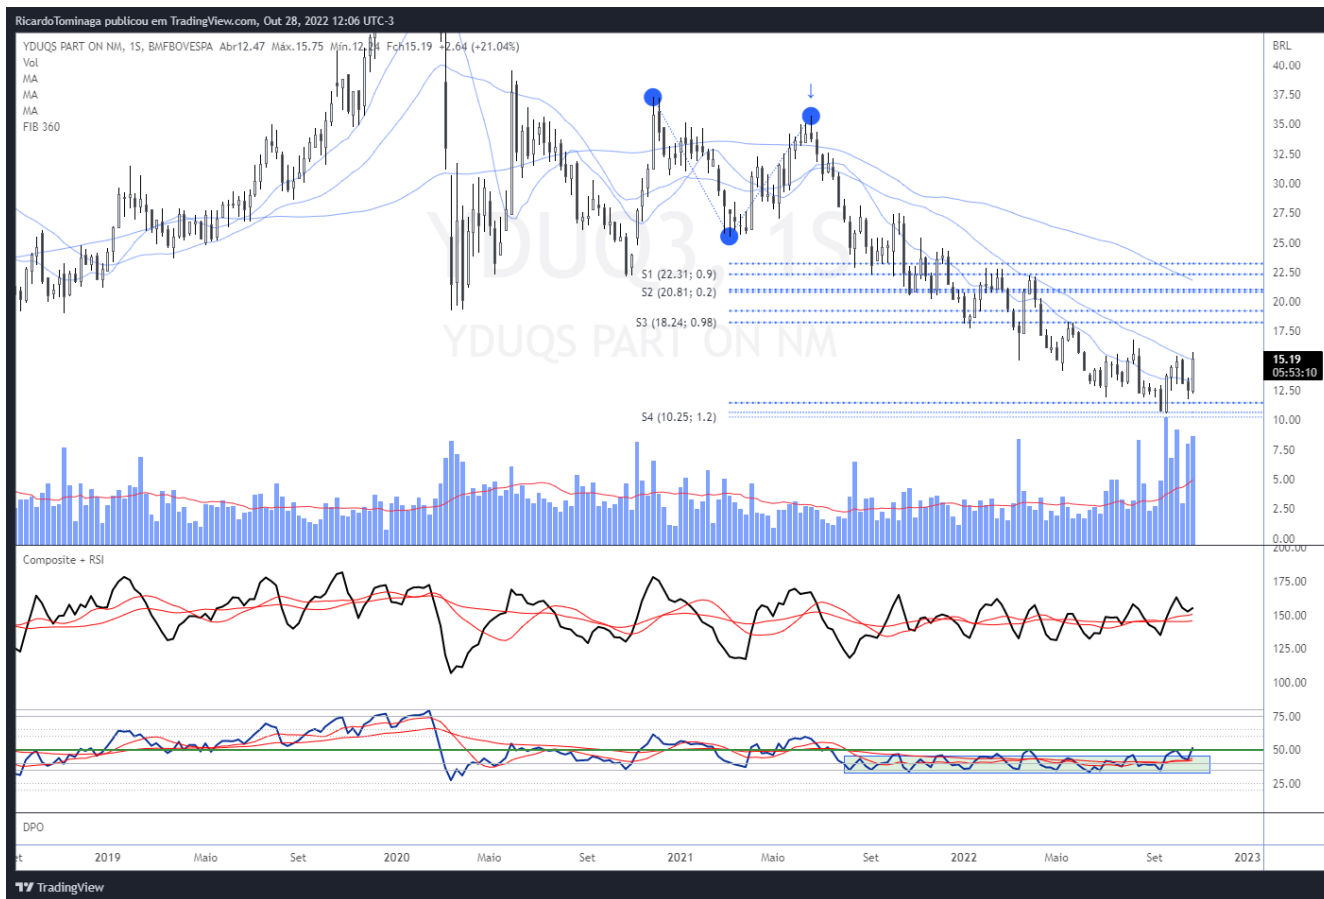 RicardoTominaga publicou em TradingView.com, Out 28, 2022 12:06 UTC-3
YDUQS PART ON NM, 1S, BMFBOVESPA Abr12.47 Máx.15.75 Mín.12.24 Fch15.19 +2.64 (+21.04%)
BRL
Vol
MA
MA
MA
FIB 360
40.00
37.50
35.00
32.50
30.00
27.50
25.00
22.50
20.00
17.50
15.19
05:53:10
12.50
10.00
7.50
5.00
2.50
0.00
YDUQ3, 1S
YDUQS PART ON NM
S1 (22.31; 0.9)
S2 (20.81; 0.2)
S3 (18.24; 0.98)
S4 (10.25; 1.2)
Composite + RSI
200.00
175.00
150.00
125.00
100.00
75.00
50.00
25.00
DPO
et 2019 Maio Set 2020 Maio Set 2021 Maio Set 2022 Maio Set 2023
TradingView